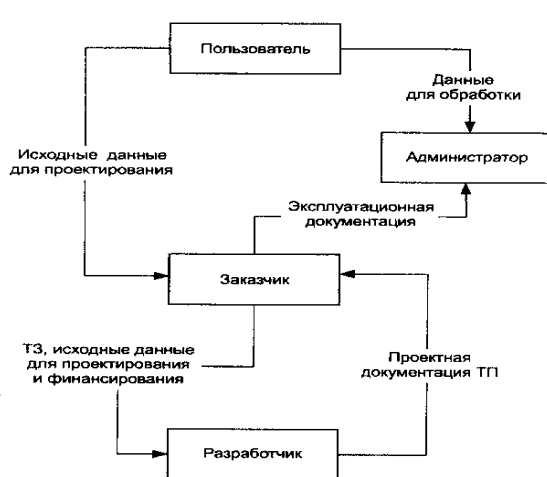 Пользователь
Данные
для обработки
Исходные данные
для проектирования
Администратор
Эксплуатационная
документация
Заказчик
ТЗ, исходные данные
для проектирования
и финансирования
Проектная
документация ТП
Разработчик